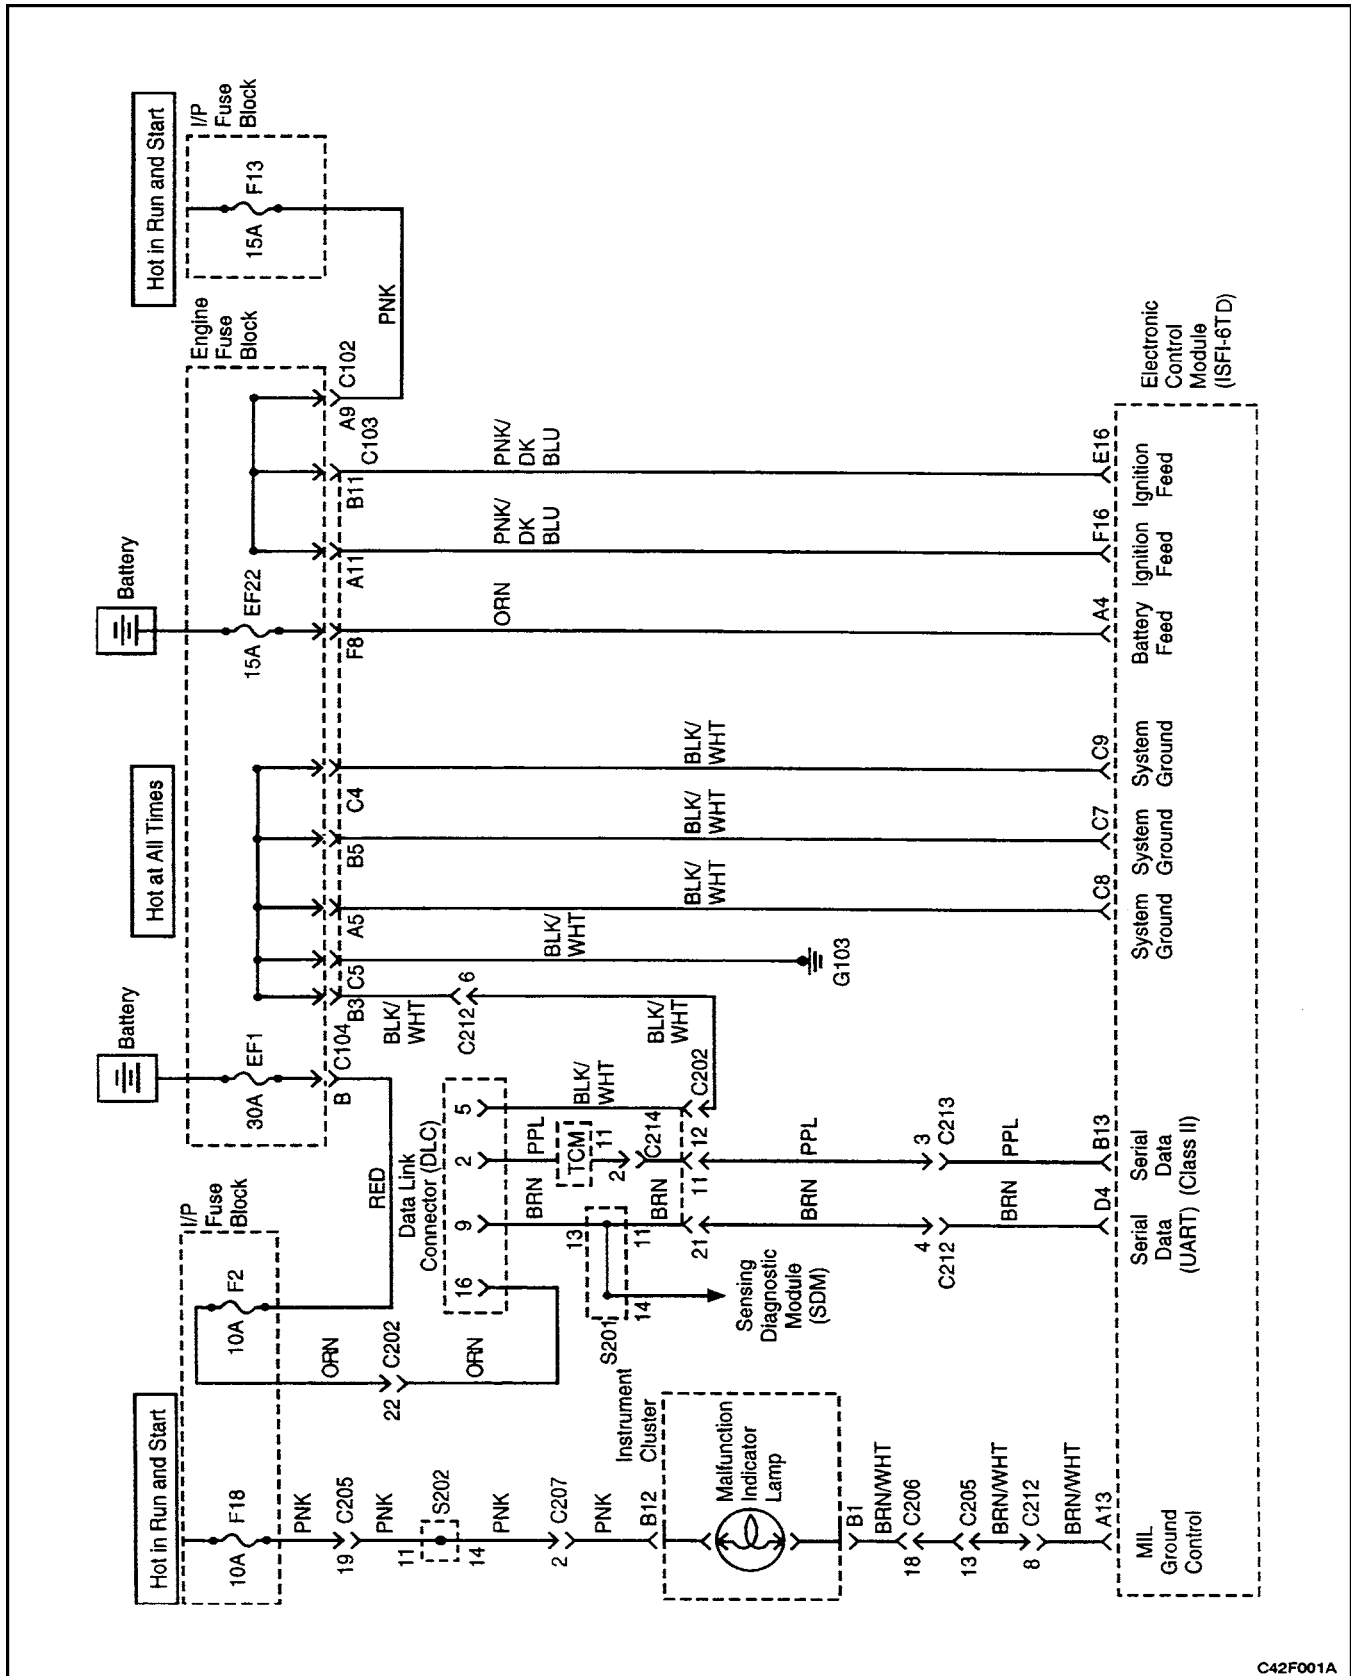 Hot in Run and Start
I/P
Fuse
Block
F18
10A
F2
10A
PNK
19
C205
PNK
11
S202
14
PNK
2
C207
PNK
B12
Instrument
Cluster
Malfunction
Indicator
Lamp
B1
BRN/WHT
18
C206
13
C205
BRN/WHT
8
C212
BRN/WHT
A13
MIL
Ground
Control
ORN
22
C202
ORN
RED
Data Link
Connector (DLC)
16
9
2
5
BRN
PPL
BLK/
WHT
TCM
11
2
C214
13
11
14
S201
BRN
Sensing
Diagnostic
Module
(SDM)
21
11
12
C202
BRN
PPL
4
C212
3
C213
BRN
PPL
D4
B13
Serial
Data
(UART)
Serial
Data
(Class II)
Battery
Hot at All Times
Battery
30A
EF1
B
C104
B3
C5
A5
B5
C4
BLK/
WHT
C212
6
BLK/
WHT
BLK/
WHT
G103
BLK/
WHT
BLK/
WHT
BLK/
WHT
C8
C7
C9
System
Ground
System
Ground
System
Ground
15A
EF22
Engine
Fuse
Block
F8
A11
B11
C103
A9
C102
ORN
PNK/
DK
BLU
PNK/
DK
BLU
PNK
A4
F16
E16
Battery
Feed
Ignition
Feed
Ignition
Feed
Electronic
Control
Module
(ISFI-6TD)
Hot in Run and Start
I/P
Fuse
Block
15A
F13
C42F001A